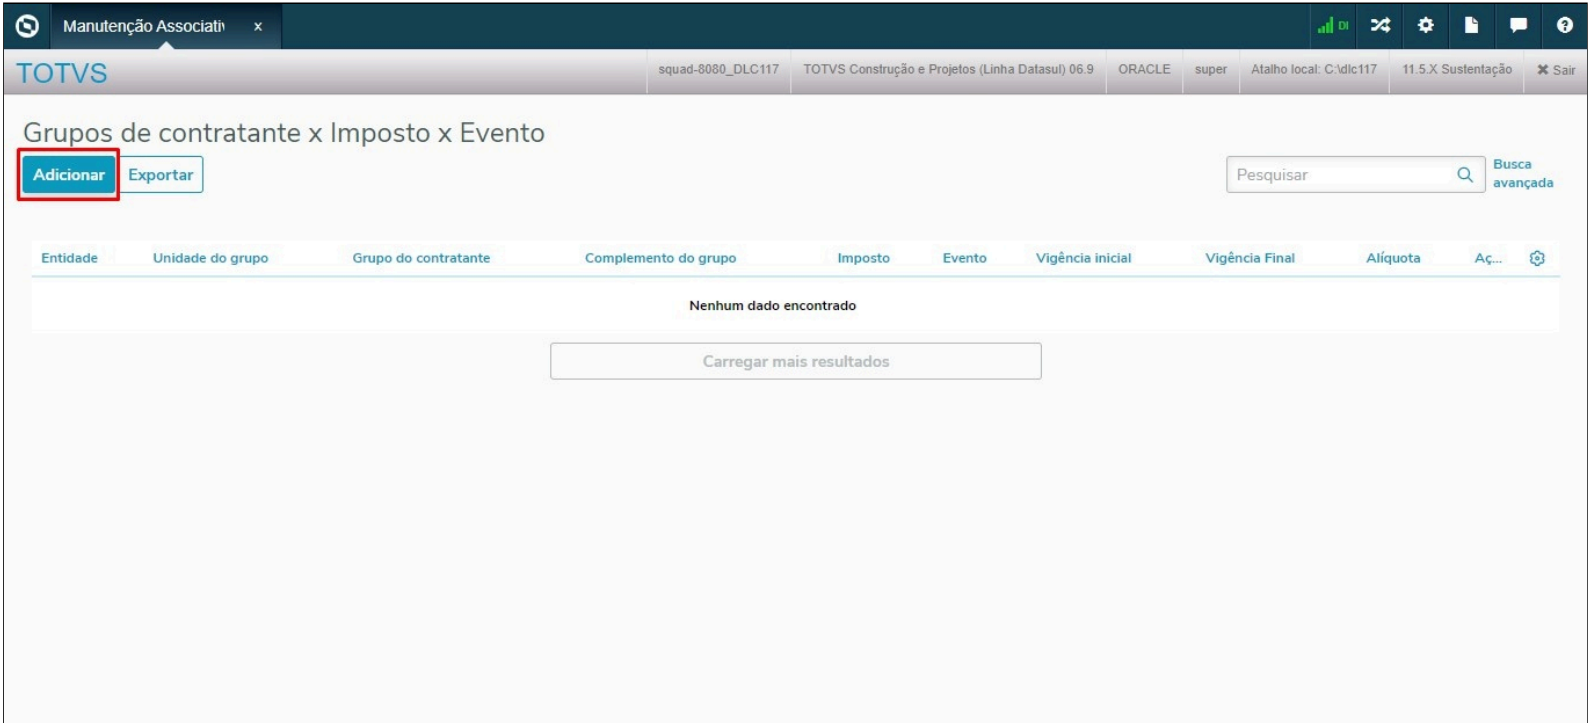 Manutenção Associativ x DI
TOTVS squad-8080_DLC117 TOTVS Construção e Projetos (Linha Datasul) 06.9 ORACLE super Atalho local: C:\dlc117 11.5.X Sustentação Sair
Grupos de contratante x Imposto x Evento
Adicionar Exportar Pesquisar Busca avançada
Entidade Unidade do grupo Grupo do contratante Complemento do grupo Imposto Evento Vigência inicial Vigência Final Alíquota Aç...
Nenhum dado encontrado
Carregar mais resultados